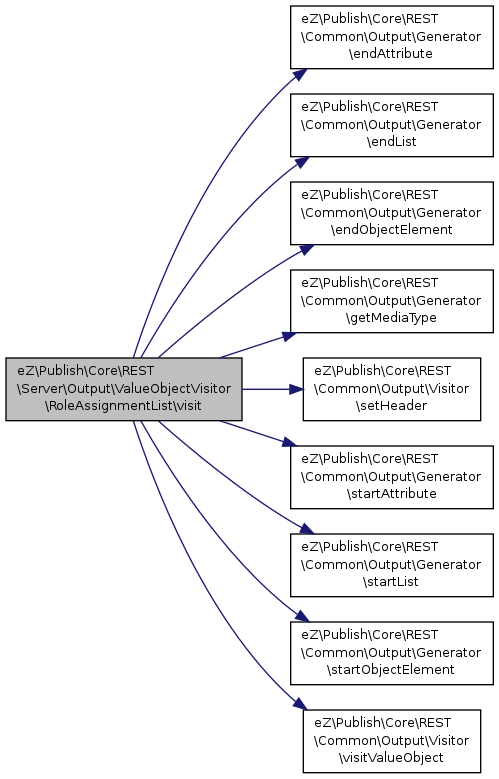 eZ\Publish\Core\REST
\Common\Output\Generator
\endAttribute
eZ\Publish\Core\REST
\Common\Output\Generator
\endList
eZ\Publish\Core\REST
\Common\Output\Generator
\endObjectElement
eZ\Publish\Core\REST
\Common\Output\Generator
\getMediaType
eZ\Publish\Core\REST
\Server\Output\ValueObjectVisitor
\RoleAssignmentList\visit
eZ\Publish\Core\REST
\Common\Output\Visitor
\setHeader
eZ\Publish\Core\REST
\Common\Output\Generator
\startAttribute
eZ\Publish\Core\REST
\Common\Output\Generator
\startList
eZ\Publish\Core\REST
\Common\Output\Generator
\startObjectElement
eZ\Publish\Core\REST
\Common\Output\Visitor
\visitValueObject